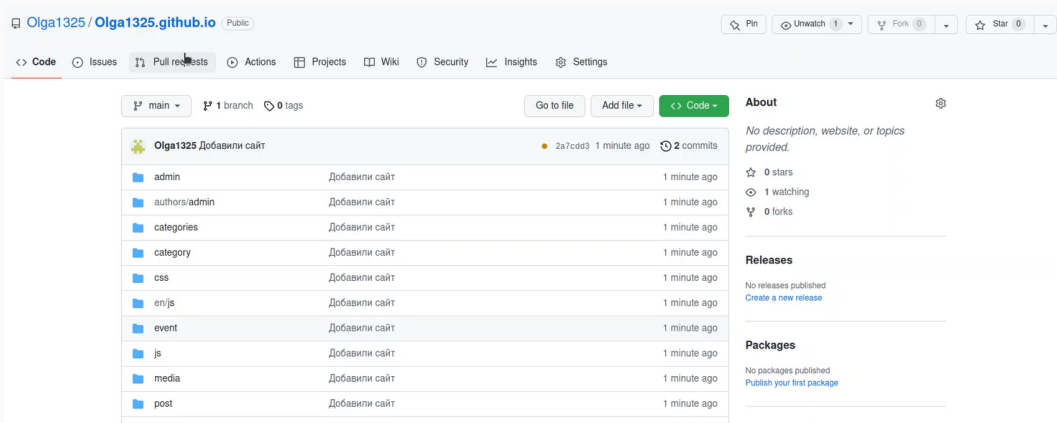 Olga1325 / Olga1325.github.io Public
Pin Unwatch 1 Fork 0 Star 0
Code Issues Pull requests Actions Projects Wiki Security Insights Settings
main 1 branch 0 tags Go to file Add file Code
Olga1325 Добавили сайт 2a7cdd3 1 minute ago 2 commits
admin Добавили сайт 1 minute ago
authors/admin Добавили сайт 1 minute ago
categories Добавили сайт 1 minute ago
category Добавили сайт 1 minute ago
css Добавили сайт 1 minute ago
en/js Добавили сайт 1 minute ago
event Добавили сайт 1 minute ago
js Добавили сайт 1 minute ago
media Добавили сайт 1 minute ago
post Добавили сайт 1 minute ago
About
No description, website, or topics
provided.
0 stars
1 watching
0 forks
Releases
No releases published
Create a new release
Packages
No packages published
Publish your first package